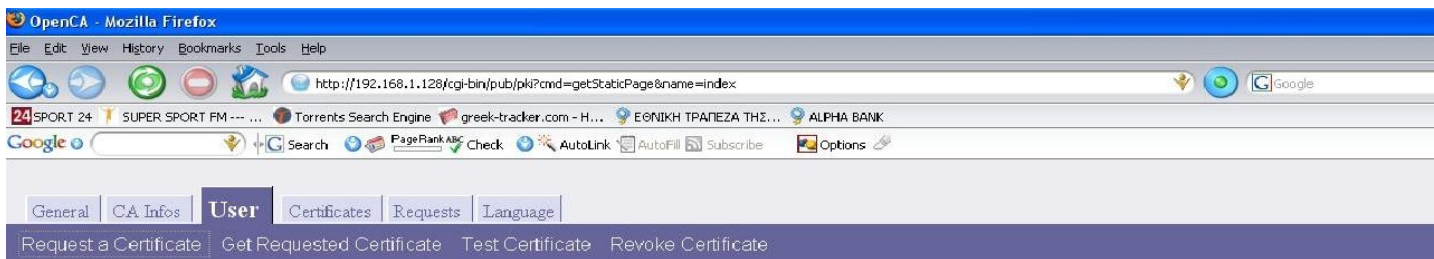 OpenCA - Mozilla Firefox
File Edit View History Bookmarks Tools Help
http://192.168.1.128/cgi-bin/pub/pki?cmd=getStaticPage&name=index G Google
24 SPORT 24 SUPER SPORT FM --- ... Torrents Search Engine greek-tracker.com - H... ΕΘΝΙΚΗ ΤΡΑΠΕΖΑ ΤΗΣ... ALPHA BANK
Google G Search PageRank ABC Check AutoLink AutoFill Subscribe Options
General CA Infos User Certificates Requests Language
Request a Certificate Get Requested Certificate Test Certificate Revoke Certificate